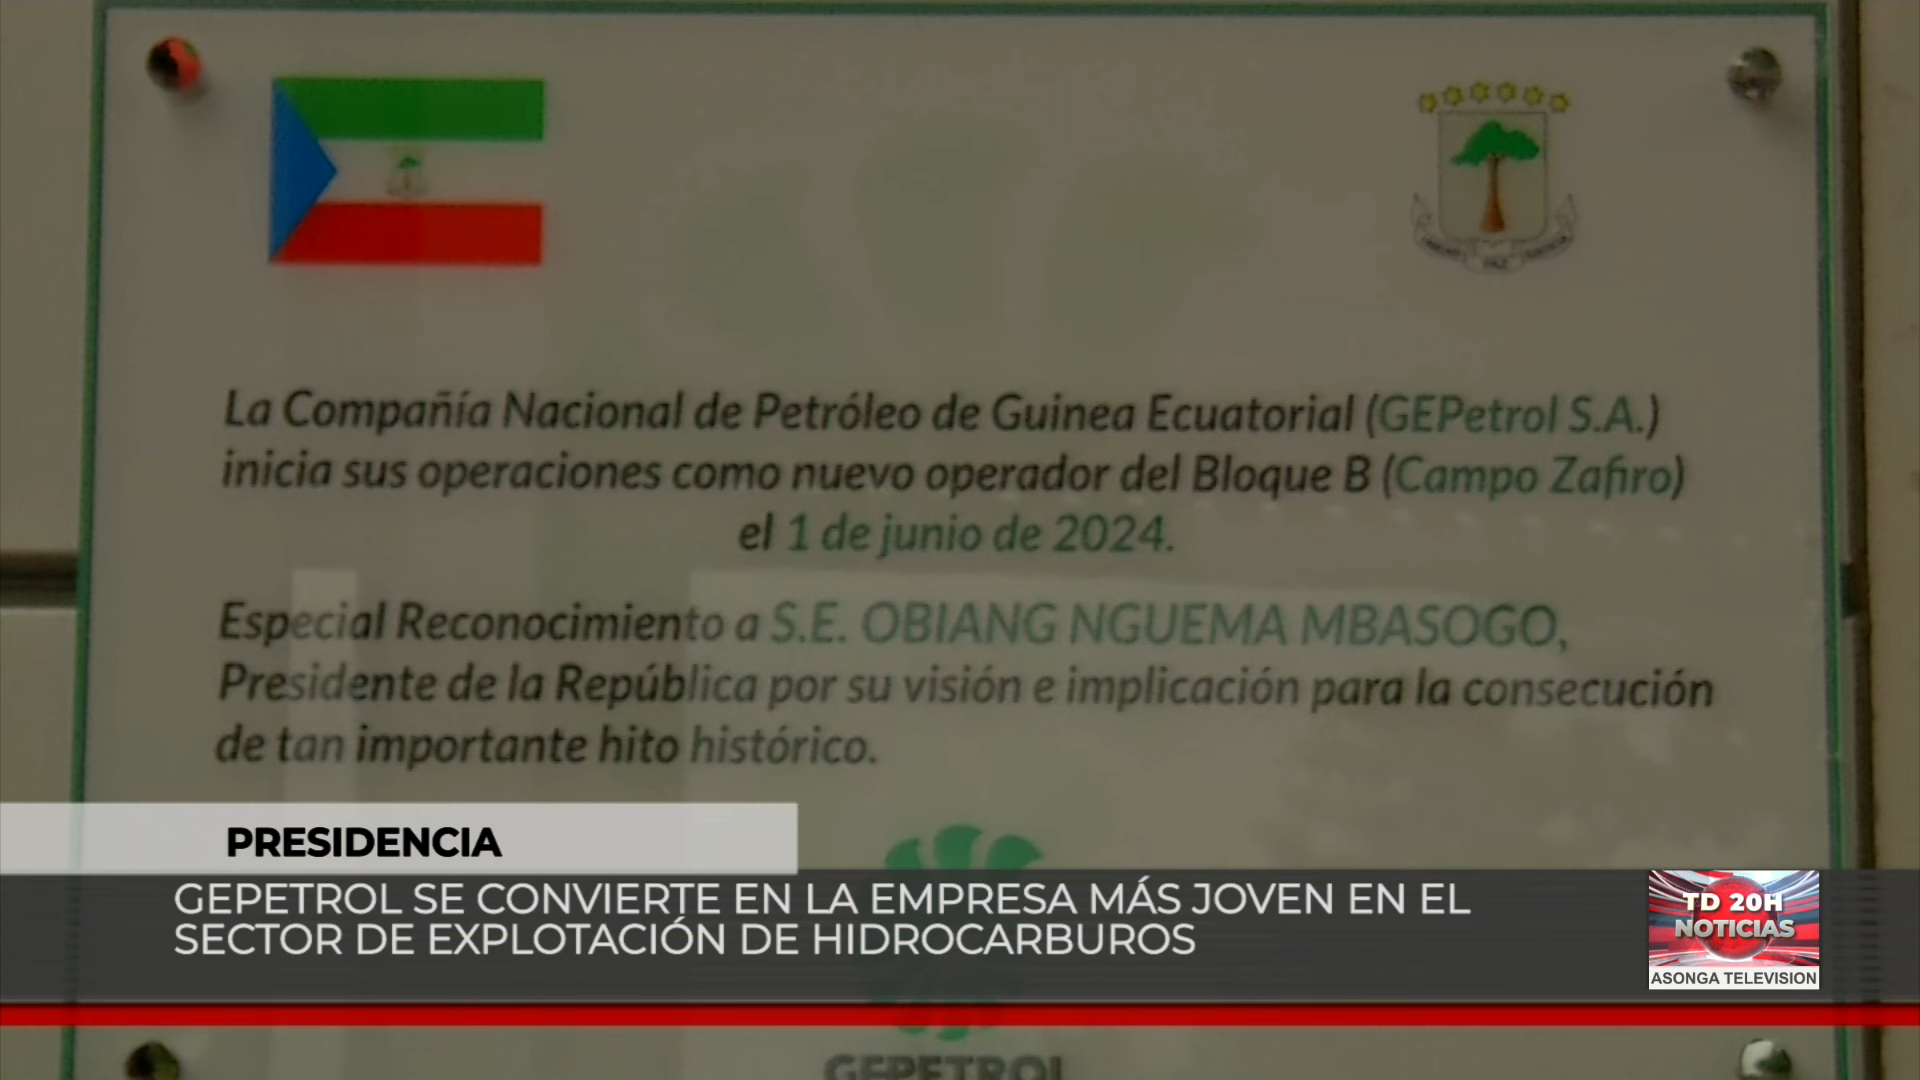 La Compañía Nacional de Petróleo de Guinea Ecuatorial (GEPetrol S.A.)
inicia sus operaciones como nuevo operador del Bloque B (Campo Zafiro)
el 1 de junio de 2024.
Especial Reconocimiento a S.E. OBIANG NGUEMA MBASOGO,
Presidente de la República por su visión e implicación para la consecución
de tan importante hito histórico.
PRESIDENCIA
GEPETROL SE CONVIERTE EN LA EMPRESA MÁS JOVEN EN EL
SECTOR DE EXPLOTACIÓN DE HIDROCARBUROS
TD 20H
NOTICIAS
ASONGA TELEVISION
GEPETROL